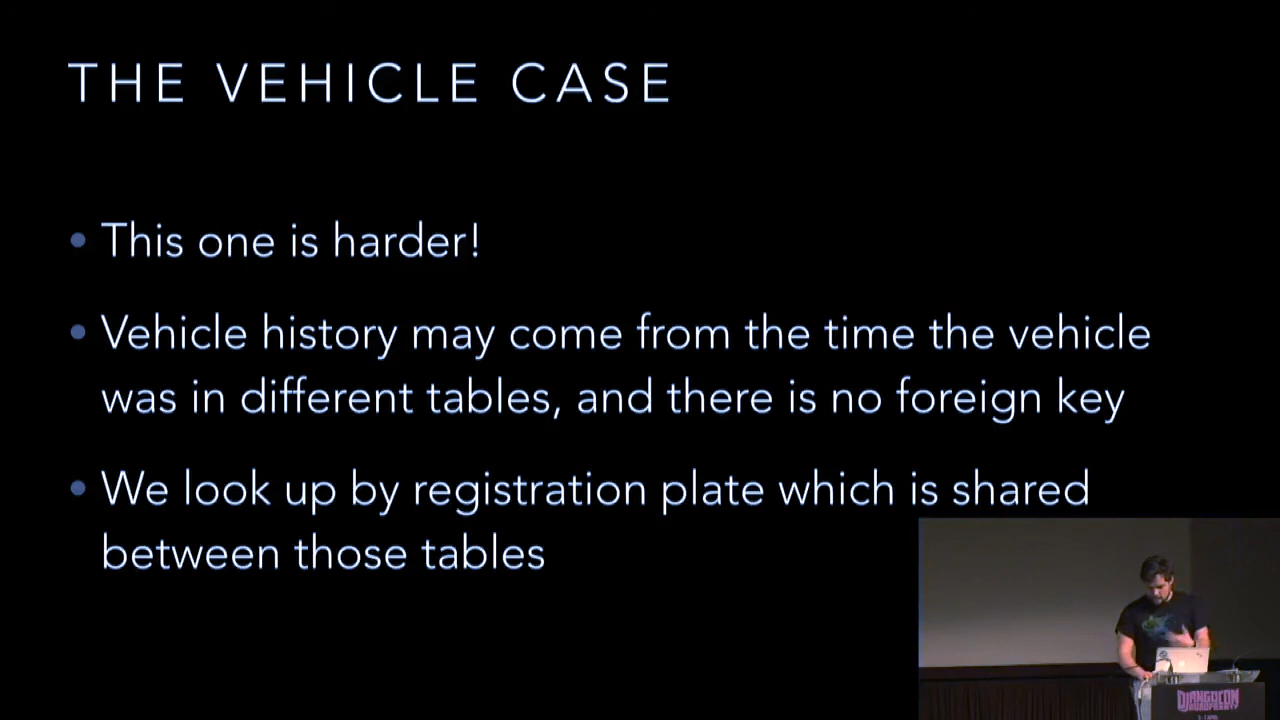 THE VEHICLE CASE
• This one is harder!
• Vehicle history may come from the time the vehicle
was in different tables, and there is no foreign key
• We look up by registration plate which is shared
between those tables
DJANGOCON